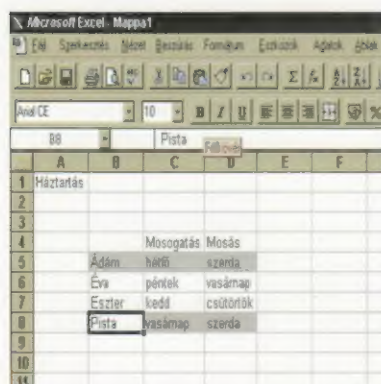 Microsoft Excel - Mappa1
Fájl Szerkesztés Nézet Beszúrás Formátum Eszközök Adatok Ablak
Arial CE 10 B I U
B8 Pista
Félkövér
A B C D E F
1 Háztartás
2
3
4 Mosogatás Mosás
5 Ádám hétfő szerda
6 Éva péntek vasárnap
7 Eszter kedd csütörtök
8 Pista vasárnap szerda
9
10
11